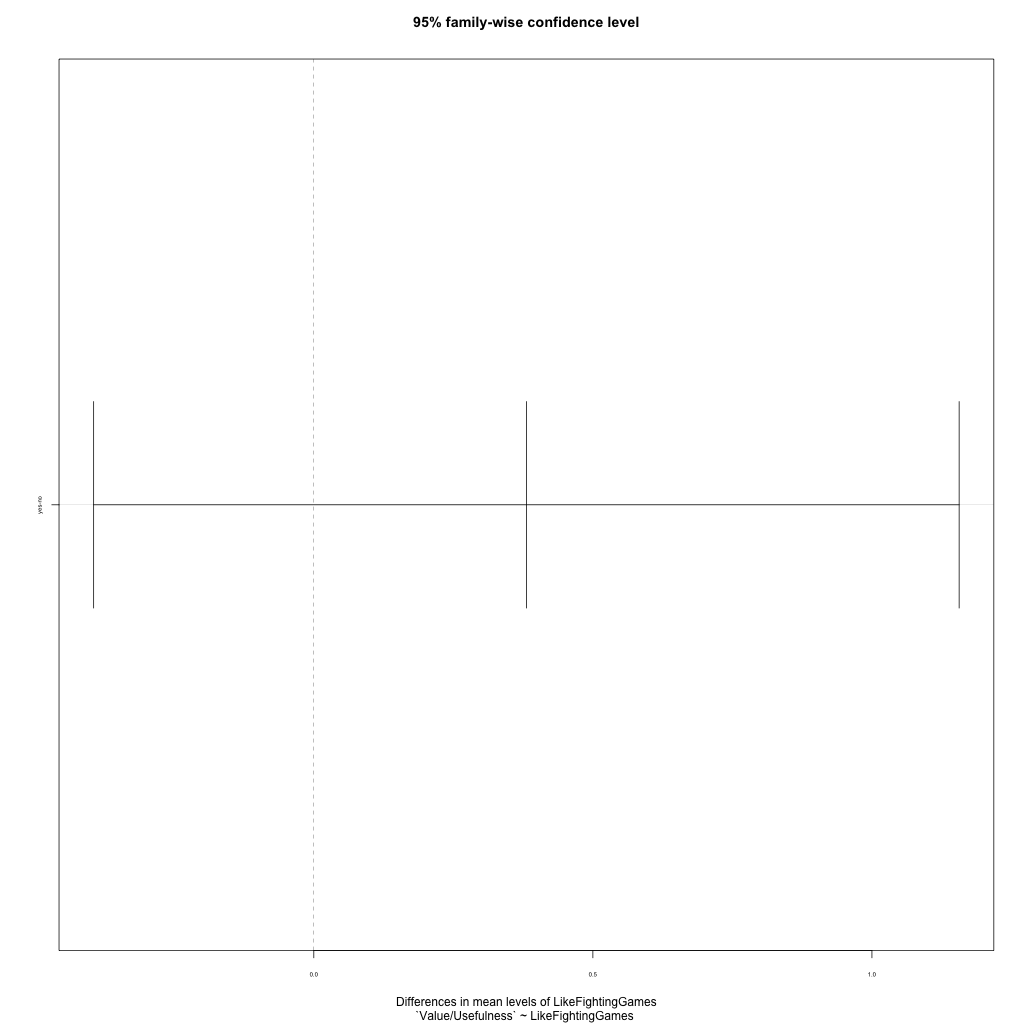 95% family-wise confidence level
yes-no
0.0
0.5
1.0
Differences in mean levels of LikeFightingGames
`Value/Usefulness` ~ LikeFightingGames